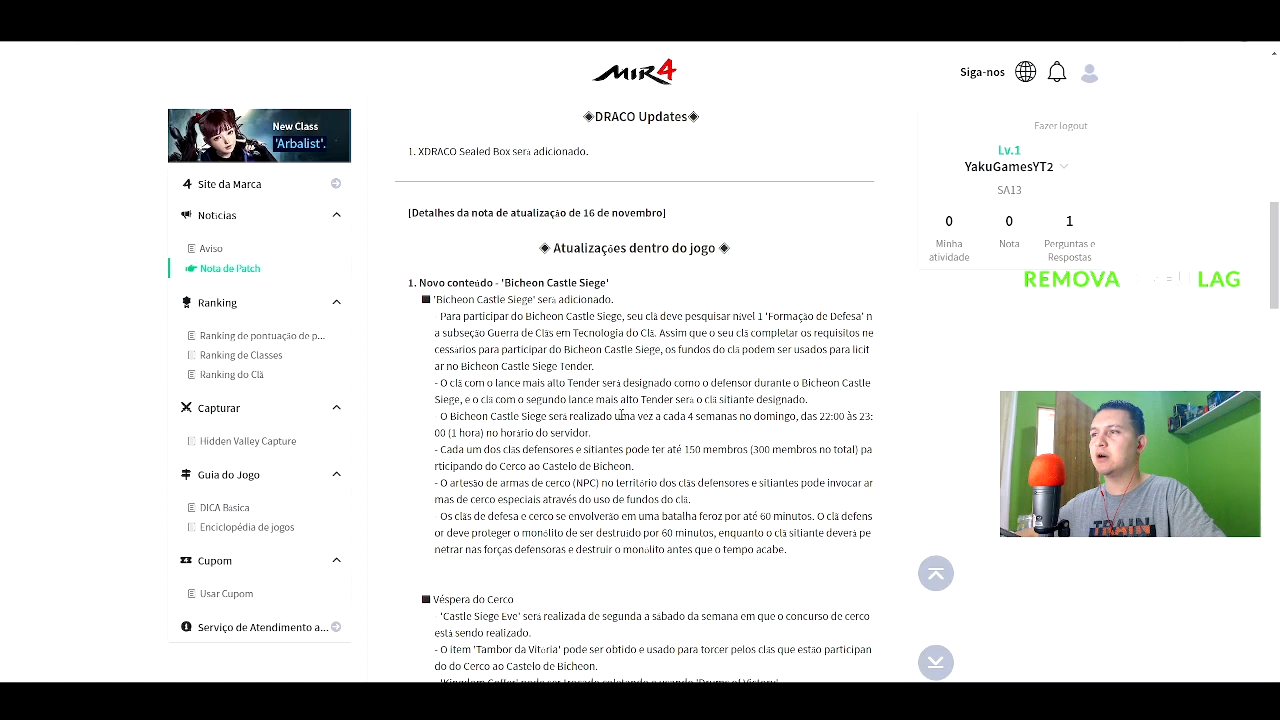 MIR4
Siga-nos
◈DRACO Updates◈
1. XDRACO Sealed Box será adicionado.
New Class
'Arbalist'.
Site da Marca
Notícias
Aviso
Nota de Patch
Ranking
Ranking de pontuação de p...
Ranking de Classes
Ranking do Clã
Capturar
Hidden Valley Capture
Guia do Jogo
DICA Básica
Enciclopédia de jogos
Cupom
Usar Cupom
Serviço de Atendimento a...
[Detalhes da nota de atualização de 16 de novembro]
◈ Atualizações dentro do jogo ◈
1. Novo conteúdo - 'Bicheon Castle Siege'
■ 'Bicheon Castle Siege' será adicionado.
Para participar do Bicheon Castle Siege, seu clã deve pesquisar nível 1 'Formação de Defesa' n
a subseção Guerra de Clãs em Tecnologia do Clã. Assim que o seu clã completar os requisitos ne
cessários para participar do Bicheon Castle Siege, os fundos do clã podem ser usados para licit
ar no Bicheon Castle Siege Tender.
- O clã com o lance mais alto Tender será designado como o defensor durante o Bicheon Castle
Siege, e o clã com o segundo lance mais alto Tender será o clã sitiante designado.
O Bicheon Castle Siege será realizado uma vez a cada 4 semanas no domingo, das 22:00 às 23:
00 (1 hora) no horário do servidor.
- Cada um dos clãs defensores e sitiantes pode ter até 150 membros (300 membros no total) pa
rticipando do Cerco ao Castelo de Bicheon.
- O artesão de armas de cerco (NPC) no território dos clãs defensores e sitiantes pode invocar ar
mas de cerco especiais através do uso de fundos do clã.
Os clãs de defesa e cerco se envolverão em uma batalha feroz por até 60 minutos. O clã defens
or deve proteger o monólito de ser destruído por 60 minutos, enquanto o clã sitiante deverá pe
netrar nas forças defensoras e destruir o monólito antes que o tempo acabe.
■ Véspera do Cerco
'Castle Siege Eve' será realizada de segunda a sábado da semana em que o concurso de cerco
está sendo realizado.
- O item 'Tambor da Vitória' pode ser obtido e usado para torcer pelos clãs que estão participan
do do Cerco ao Castelo de Bicheon.
Fazer logout
Lv.1
YakuGamesYT2
SA13
0 0 1
Minha atividade
Nota
Perguntas e Respostas
REMOVA LAG
TRAIN